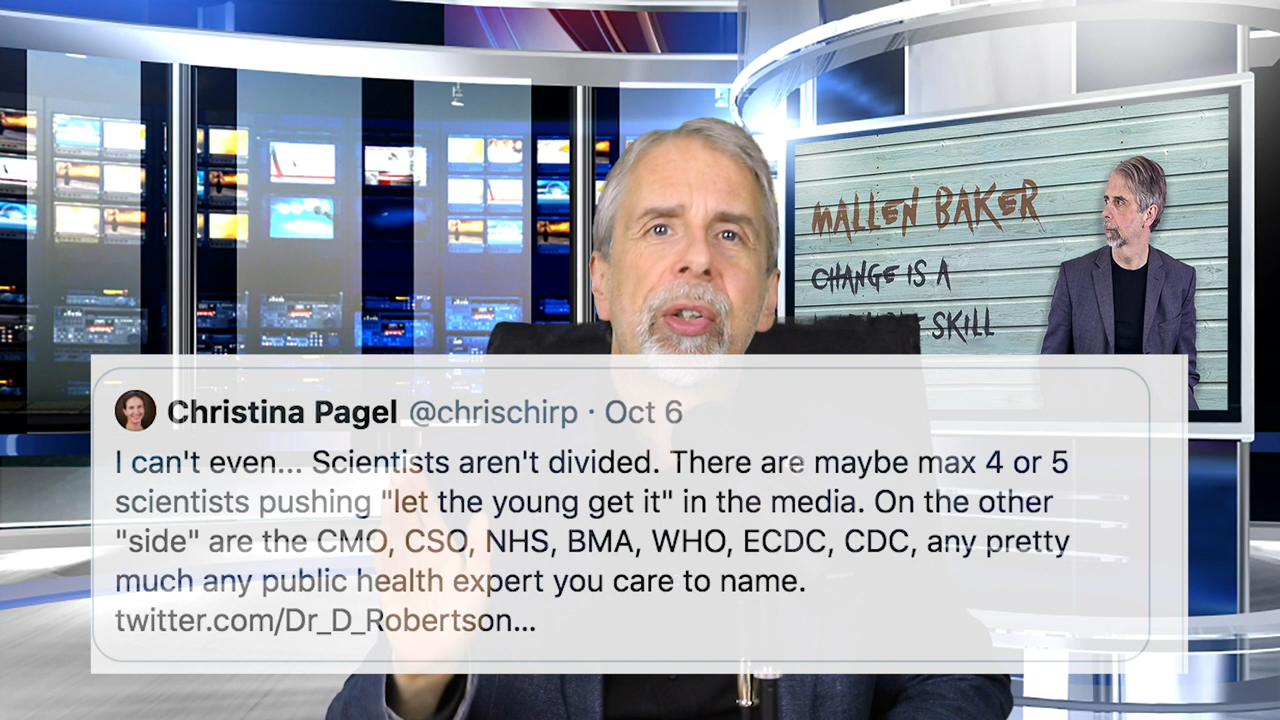 MALLEN BAKER
CHANGE IS A
SKILL
Christina Pagel @chrischirp · Oct 6
I can't even... Scientists aren't divided. There are maybe max 4 or 5
scientists pushing "let the young get it" in the media. On the other
"side" are the CMO, CSO, NHS, BMA, WHO, ECDC, CDC, any pretty
much any public health expert you care to name.
twitter.com/Dr_D_Robertson...